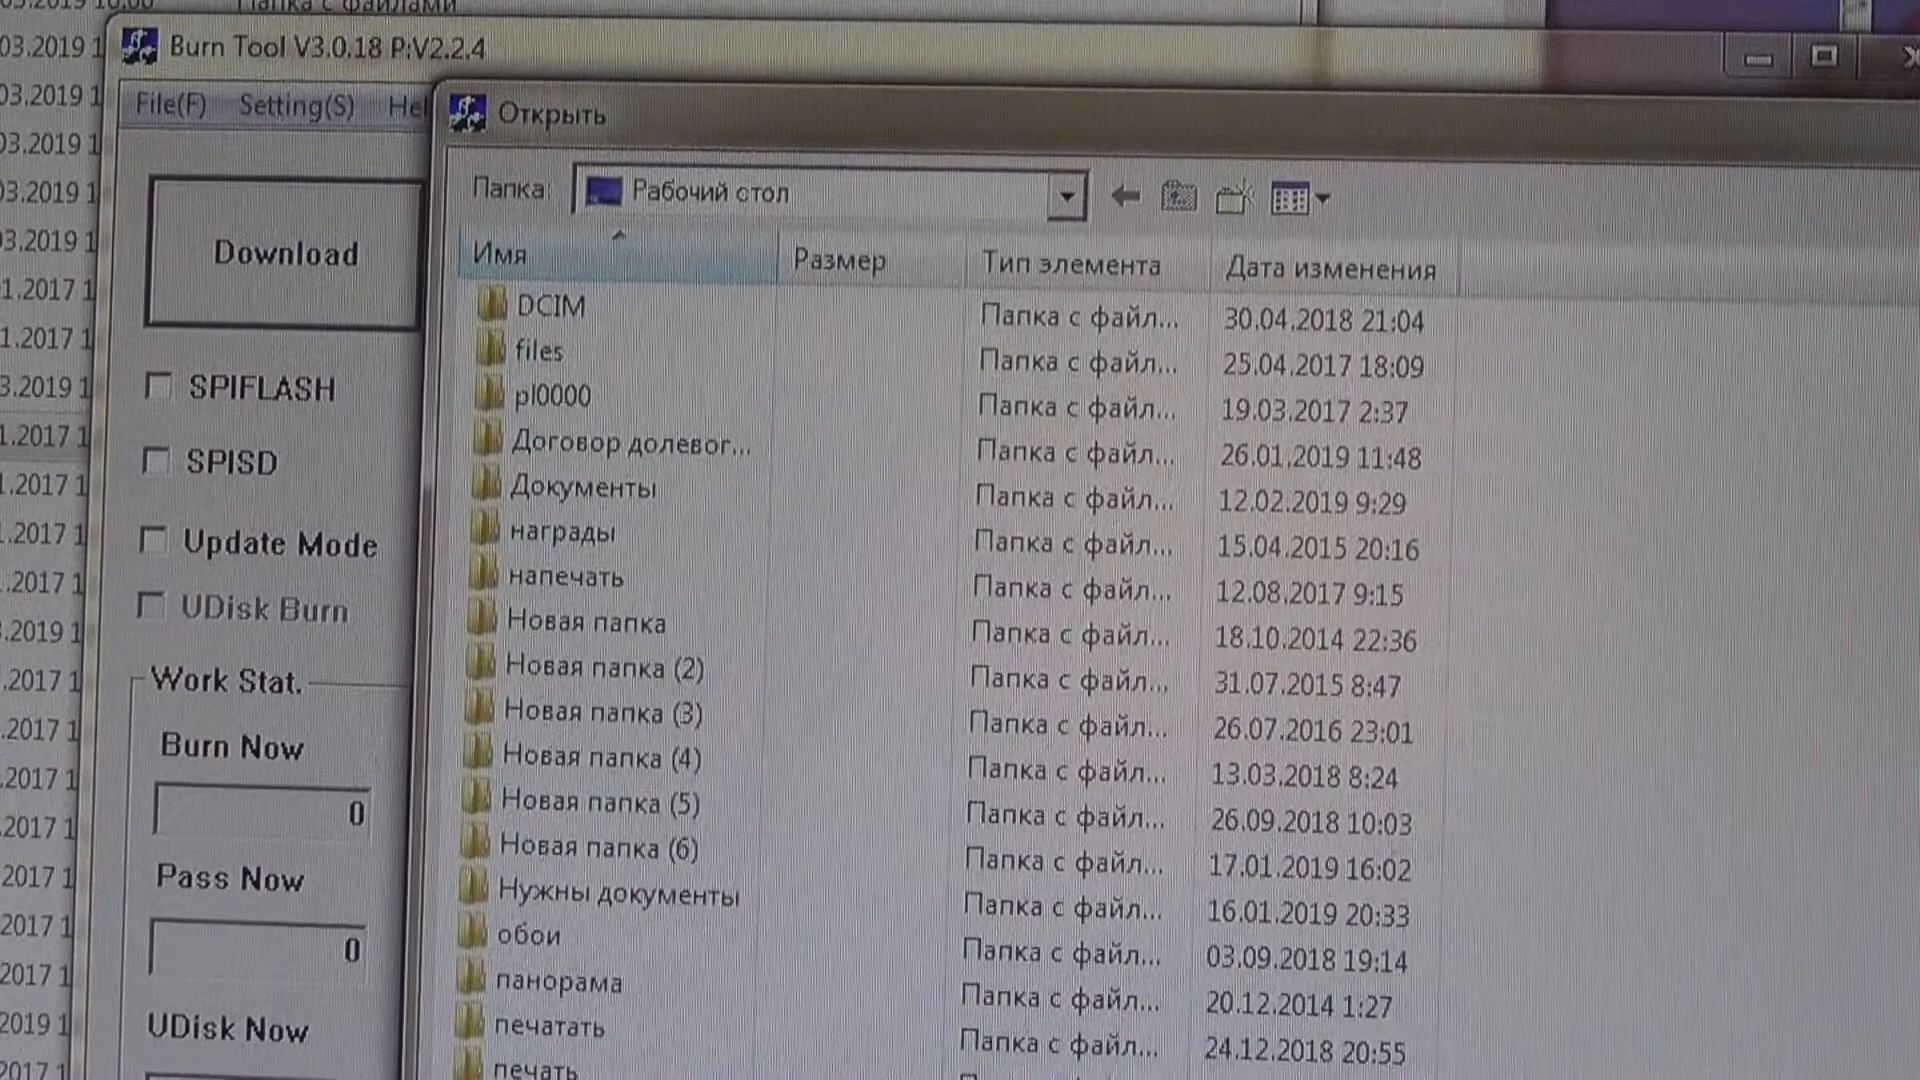 Папка с файлами
Burn Tool V3.0.18 P:V2.2.4
File(F) Setting(S) Hel
Открыть
Папка: Рабочий стол
Download
SPIFLASH
SPISD
Update Mode
UDisk Burn
Work Stat.
Burn Now
0
Pass Now
0
UDisk Now
Имя Размер Тип элемента Дата изменения
DCIM Папка с файл... 30.04.2018 21:04
files Папка с файл... 25.04.2017 18:09
pl0000 Папка с файл... 19.03.2017 2:37
Договор долевог... Папка с файл... 26.01.2019 11:48
Документы Папка с файл... 12.02.2019 9:29
награды Папка с файл... 15.04.2015 20:16
напечать Папка с файл... 12.08.2017 9:15
Новая папка Папка с файл... 18.10.2014 22:36
Новая папка (2) Папка с файл... 31.07.2015 8:47
Новая папка (3) Папка с файл... 26.07.2016 23:01
Новая папка (4) Папка с файл... 13.03.2018 8:24
Новая папка (5) Папка с файл... 26.09.2018 10:03
Новая папка (6) Папка с файл... 17.01.2019 16:02
Нужны документы Папка с файл... 16.01.2019 20:33
обои Папка с файл... 03.09.2018 19:14
панорама Папка с файл... 20.12.2014 1:27
печатать Папка с файл... 24.12.2018 20:55
печать